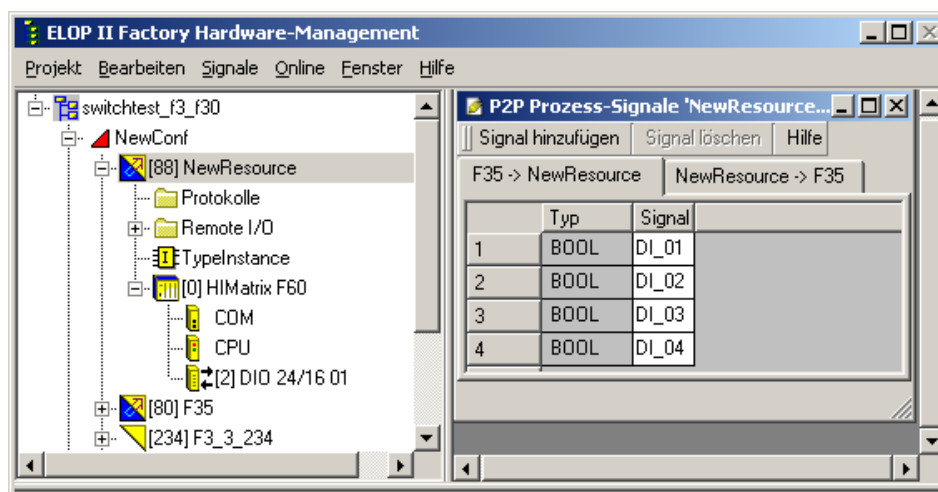 ELOP II Factory Hardware-Management
Projekt Bearbeiten Signale Online Fenster Hilfe
switchtest_f3_f30
NewConf
[88] NewResource
Protokolle
Remote I/O
TypeInstance
[0] HIMatrix F60
COM
CPU
[2] DIO 24/16 01
[80] F35
[234] F3_3_234
P2P Prozess-Signale 'NewResource...
Signal hinzufügen Signal löschen Hilfe
F35 -> NewResource NewResource -> F35
Typ Signal
1 BOOL DI_01
2 BOOL DI_02
3 BOOL DI_03
4 BOOL DI_04